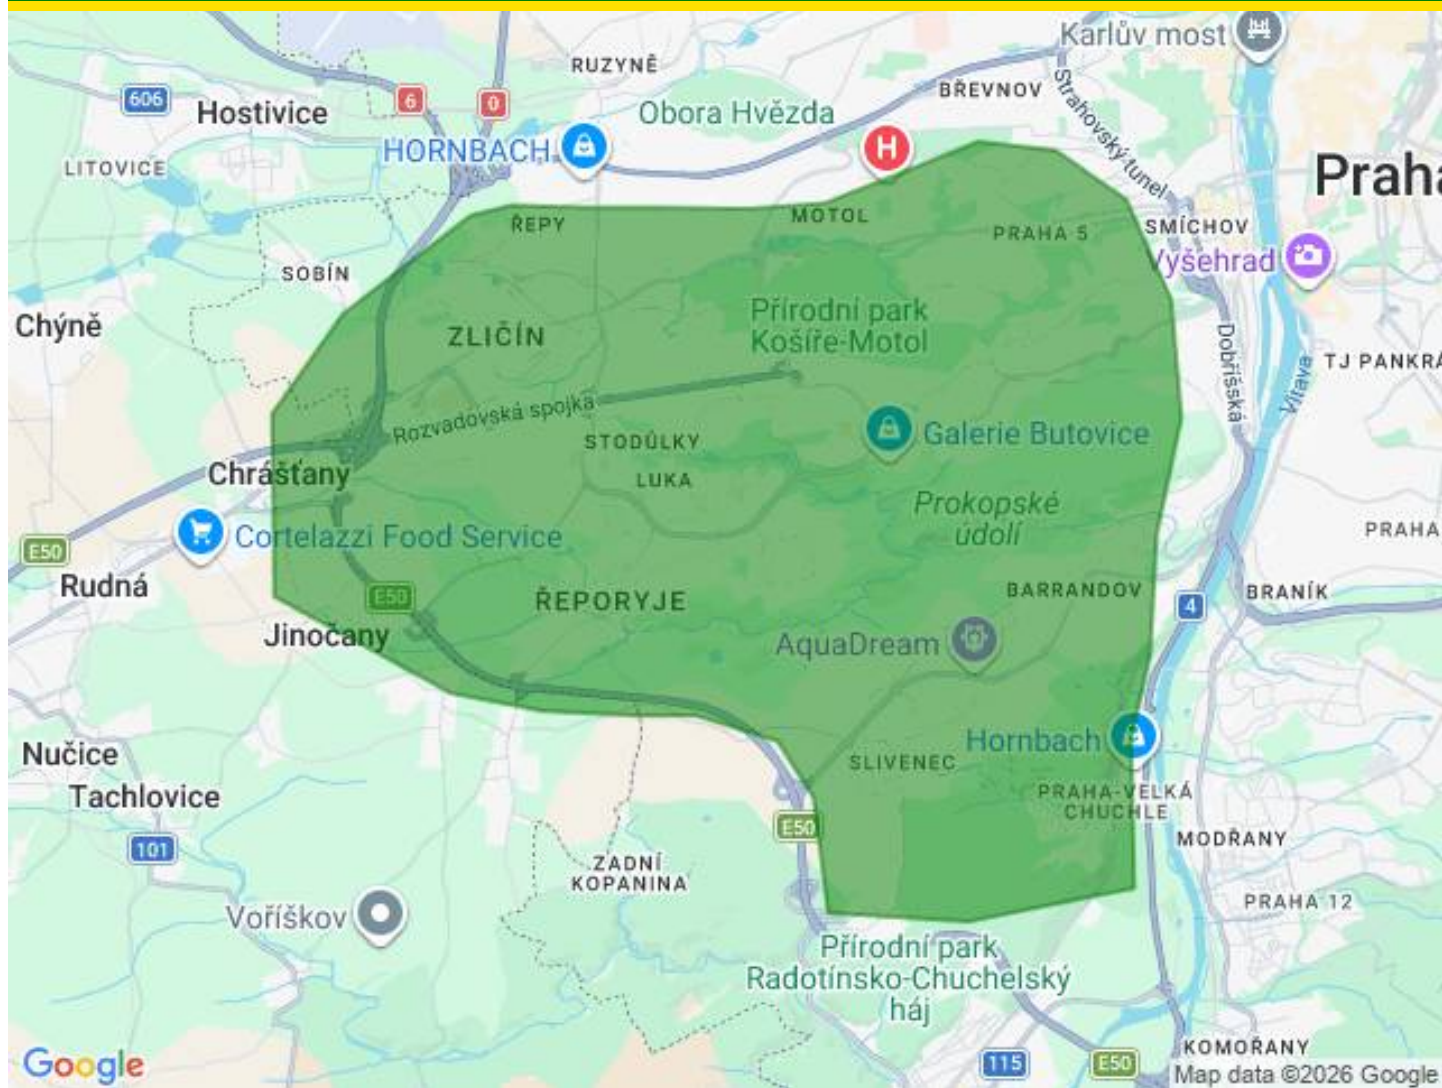 Karlův most
RUZYNĚ
BŘEVNOV
606
Hostivice
6
0
Obora Hvězda
Strahovský tunel
HORNBACH
H
LITOVICE
Praha
ŘEPY
MOTOL
PRAHA 5
SMÍCHOV
Vyšehrad
SOBÍN
Chýně
Přírodní park
Košíře-Motol
ZLIČÍN
Dobříšská
TJ PANKRÁ
Vltava
Rozvadovská spojka
STODŮLKY
Galerie Butovice
Chrášťany
LUKA
Prokopské
údolí
Cortelazzi Food Service
PRAHA
E50
Rudná
E50
ŘEPORYJE
BARRANDOV
4
BRANÍK
Jinočany
AquaDream
Hornbach
Nučice
SLIVENEC
Tachlovice
PRAHA-VELKÁ
CHUCHLE
E50
101
MODŘANY
ZADNÍ
KOPANINA
Voříškov
PRAHA 12
Přírodní park
Radotínsko-Chuchelský
háj
Google
115
E50
KOMOŘANY
Map data ©2026 Google